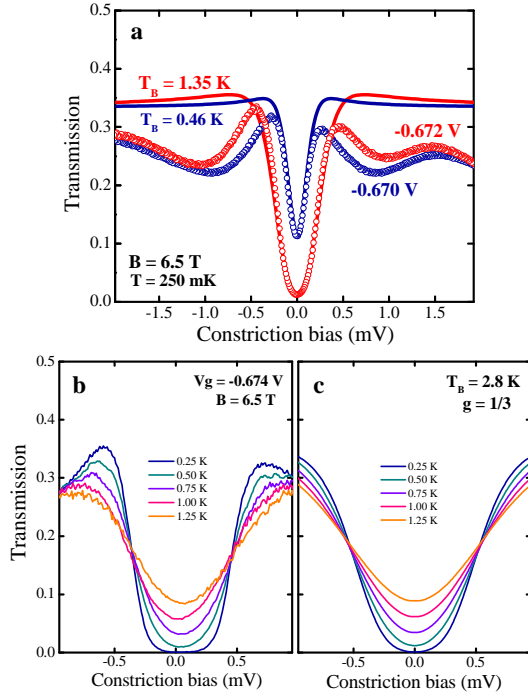 a
T_B = 1.35 K
T_B = 0.46 K
-0.672 V
-0.670 V
B = 6.5 T
T = 250 mK
Transmission
0.5
0.4
0.3
0.2
0.1
0.0
-1.5 -1.0 -0.5 0.0 0.5 1.0 1.5
Constriction bias (mV)
b
Vg = -0.674 V
B = 6.5 T
0.25 K
0.50 K
0.75 K
1.00 K
1.25 K
Transmission
0.5
0.4
0.3
0.2
0.1
0.0
-0.5 0.0 0.5
Constriction bias (mV)
c
T_B = 2.8 K
g = 1/3
0.25 K
0.50 K
0.75 K
1.00 K
1.25 K
-0.5 0.0 0.5
Constriction bias (mV)